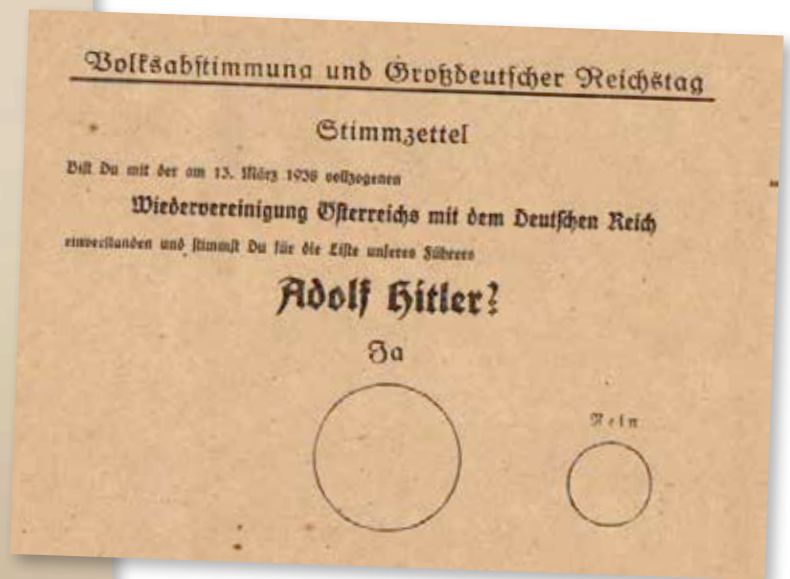 Volksabstimmung und Großdeutscher Reichstag
Stimmzettel
Bist Du mit der am 13. März 1938 vollzogenen
Wiedervereinigung Österreichs mit dem Deutschen Reich
einverstanden und stimmst Du für die Liste unseres Führers
Adolf Hitler?
Ja
Nein